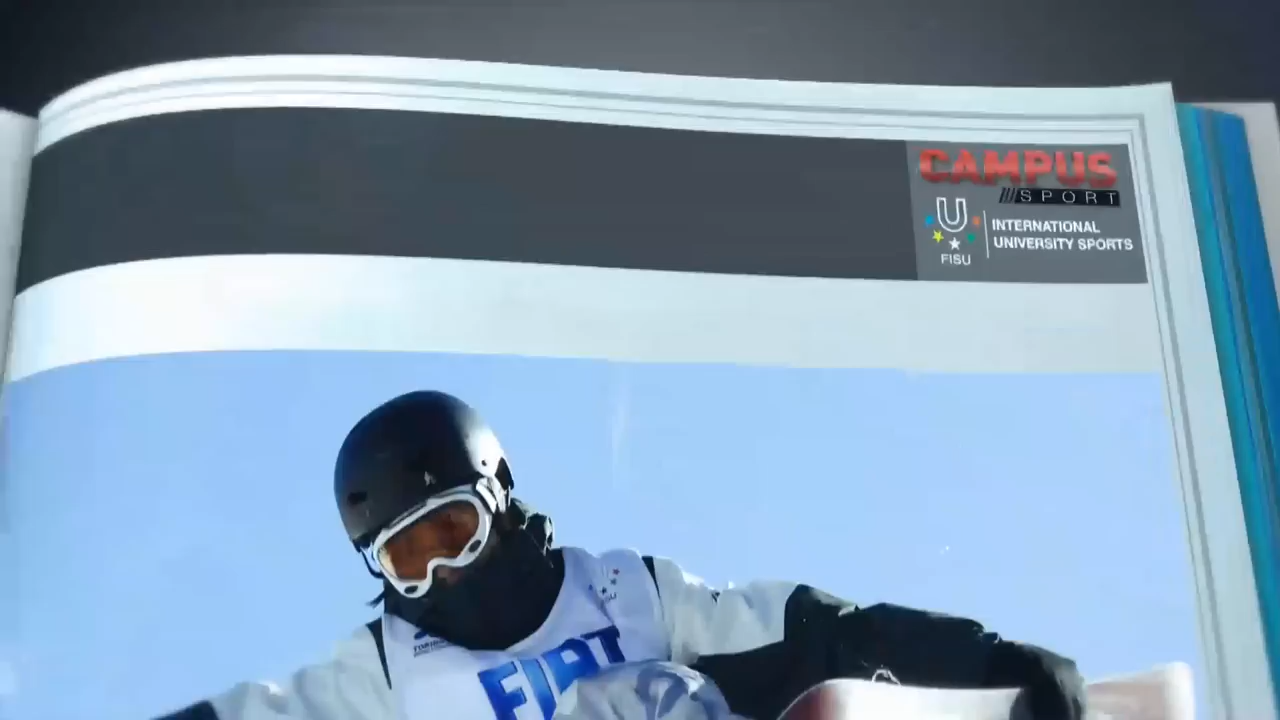 CAMPUS
SPORT
INTERNATIONAL
UNIVERSITY SPORTS
FISU
FIAT